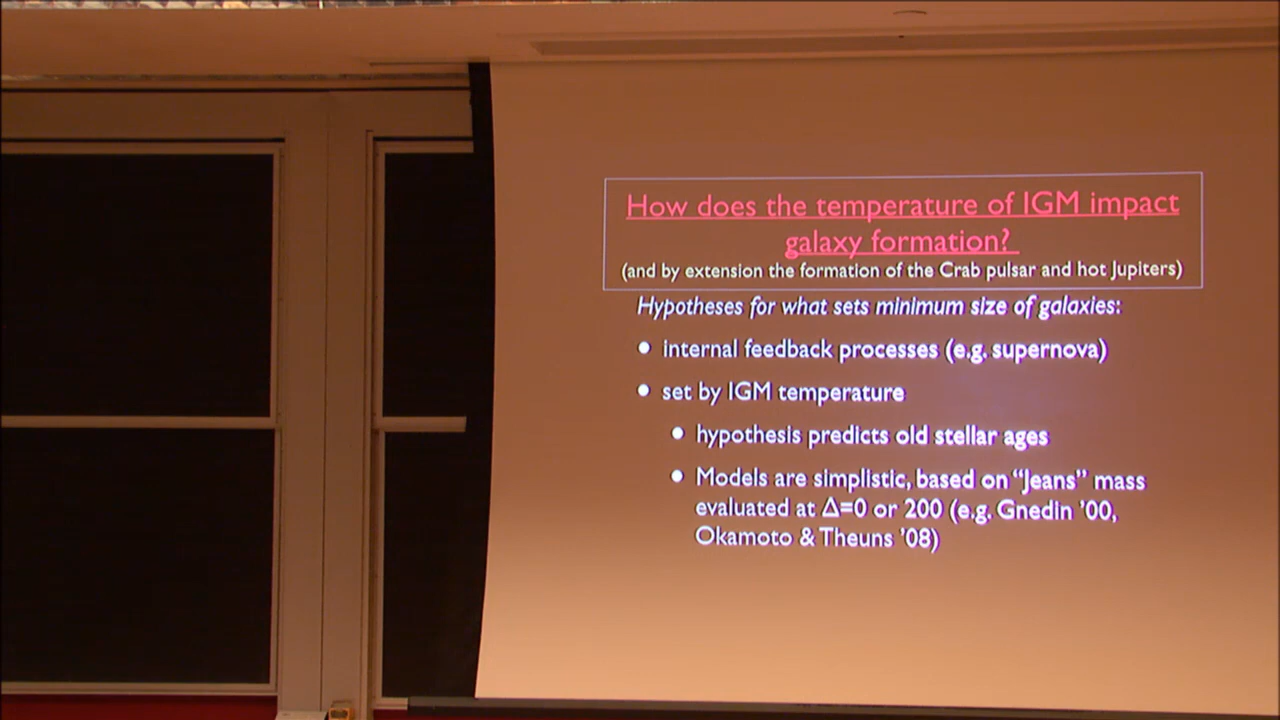 How does the temperature of IGM impact
galaxy formation?
(and by extension the formation of the Crab pulsar and hot Jupiters)
Hypotheses for what sets minimum size of galaxies:
• internal feedback processes (e.g. supernova)
• set by IGM temperature
• hypothesis predicts old stellar ages
• Models are simplistic, based on “Jeans” mass
evaluated at Δ=0 or 200 (e.g. Gnedin ’00,
Okamoto & Theuns ’08)